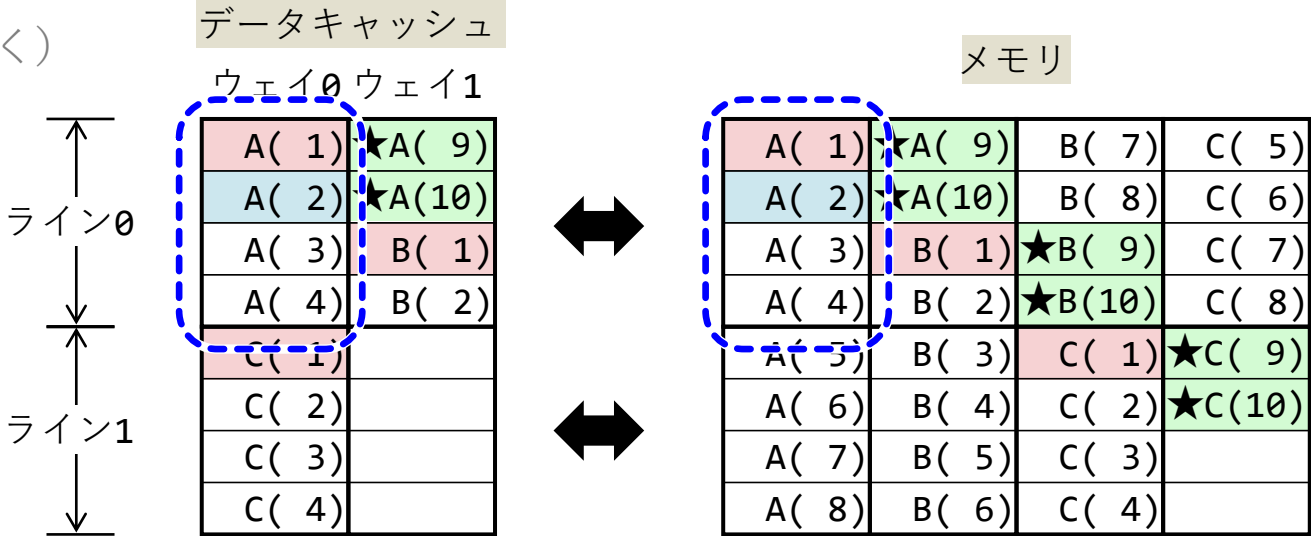 データキャッシュ
く)
メモリ
ウェイ0 ウェイ1
A( 1) ★A( 9) A( 1) ★A( 9) B( 7) C( 5)
A( 2) ★A(10) A( 2) ★A(10) B( 8) C( 6)
ライン0
A( 3) B( 1) A( 3) B( 1) ★B( 9) C( 7)
A( 4) B( 2) A( 4) B( 2) ★B(10) C( 8)
C( 1) A( 5) B( 3) C( 1) ★C( 9)
C( 2) A( 6) B( 4) C( 2) ★C(10)
ライン1
C( 3) A( 7) B( 5) C( 3)
C( 4) A( 8) B( 6) C( 4)